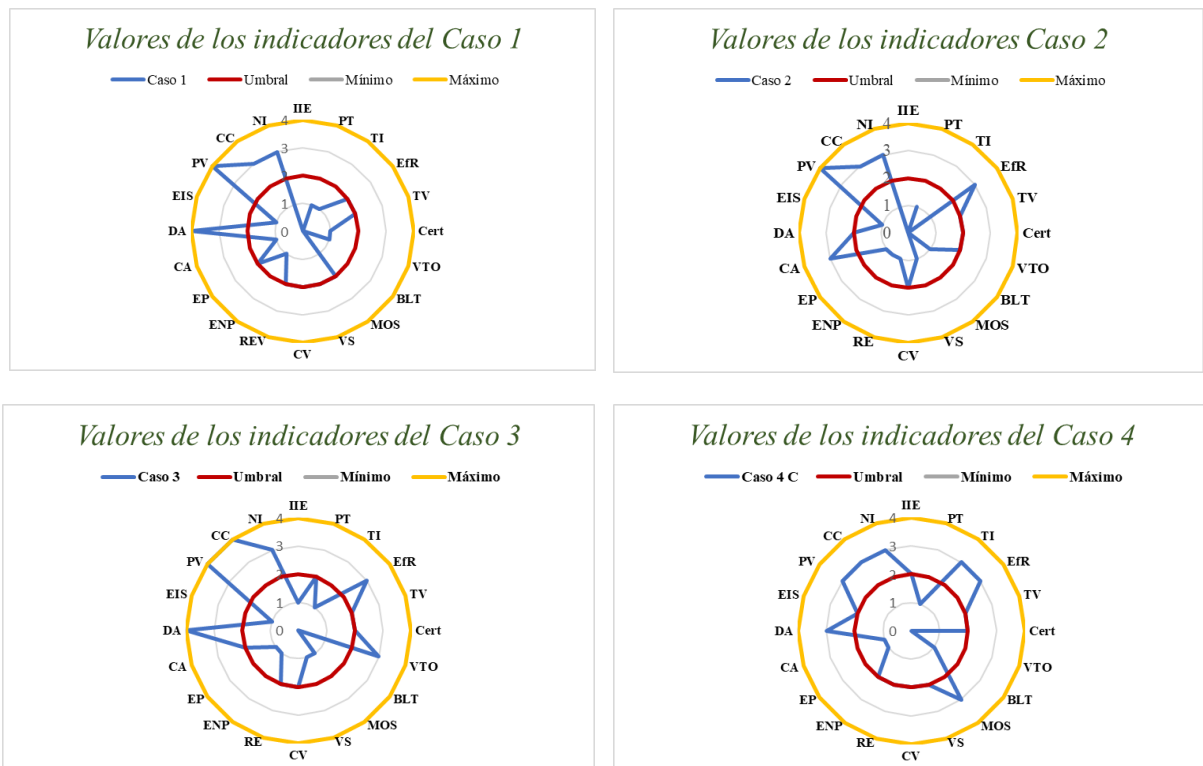 Valores de los indicadores del Caso 1
Caso 1 Umbral Mínimo Máximo
IIE
NI 4 PT
CC TI
3
PV EfR
2
EIS TV
1
DA 0 Cert
CA VTO
EP BLT
ENP MOS
REV VS
CV
Valores de los indicadores Caso 2
Caso 2 Umbral Mínimo Máximo
IIE
NI 4 PT
CC TI
3
PV EfR
2
EIS TV
1
DA 0 Cert
CA VTO
EP BLT
ENP MOS
RE VS
CV
Valores de los indicadores del Caso 3
Caso 3 Umbral Mínimo Máximo
IIE
NI 4 PT
CC TI
3
PV EfR
2
EIS TV
1
DA 0 Cert
CA VTO
EP BLT
ENP MOS
RE VS
CV
Valores de los indicadores del Caso 4
Caso 4 C Umbral Mínimo Máximo
IIE
NI 4 PT
CC TI
3
PV EfR
2
EIS TV
1
DA 0 Cert
CA VTO
EP BLT
ENP MOS
RE VS
CV